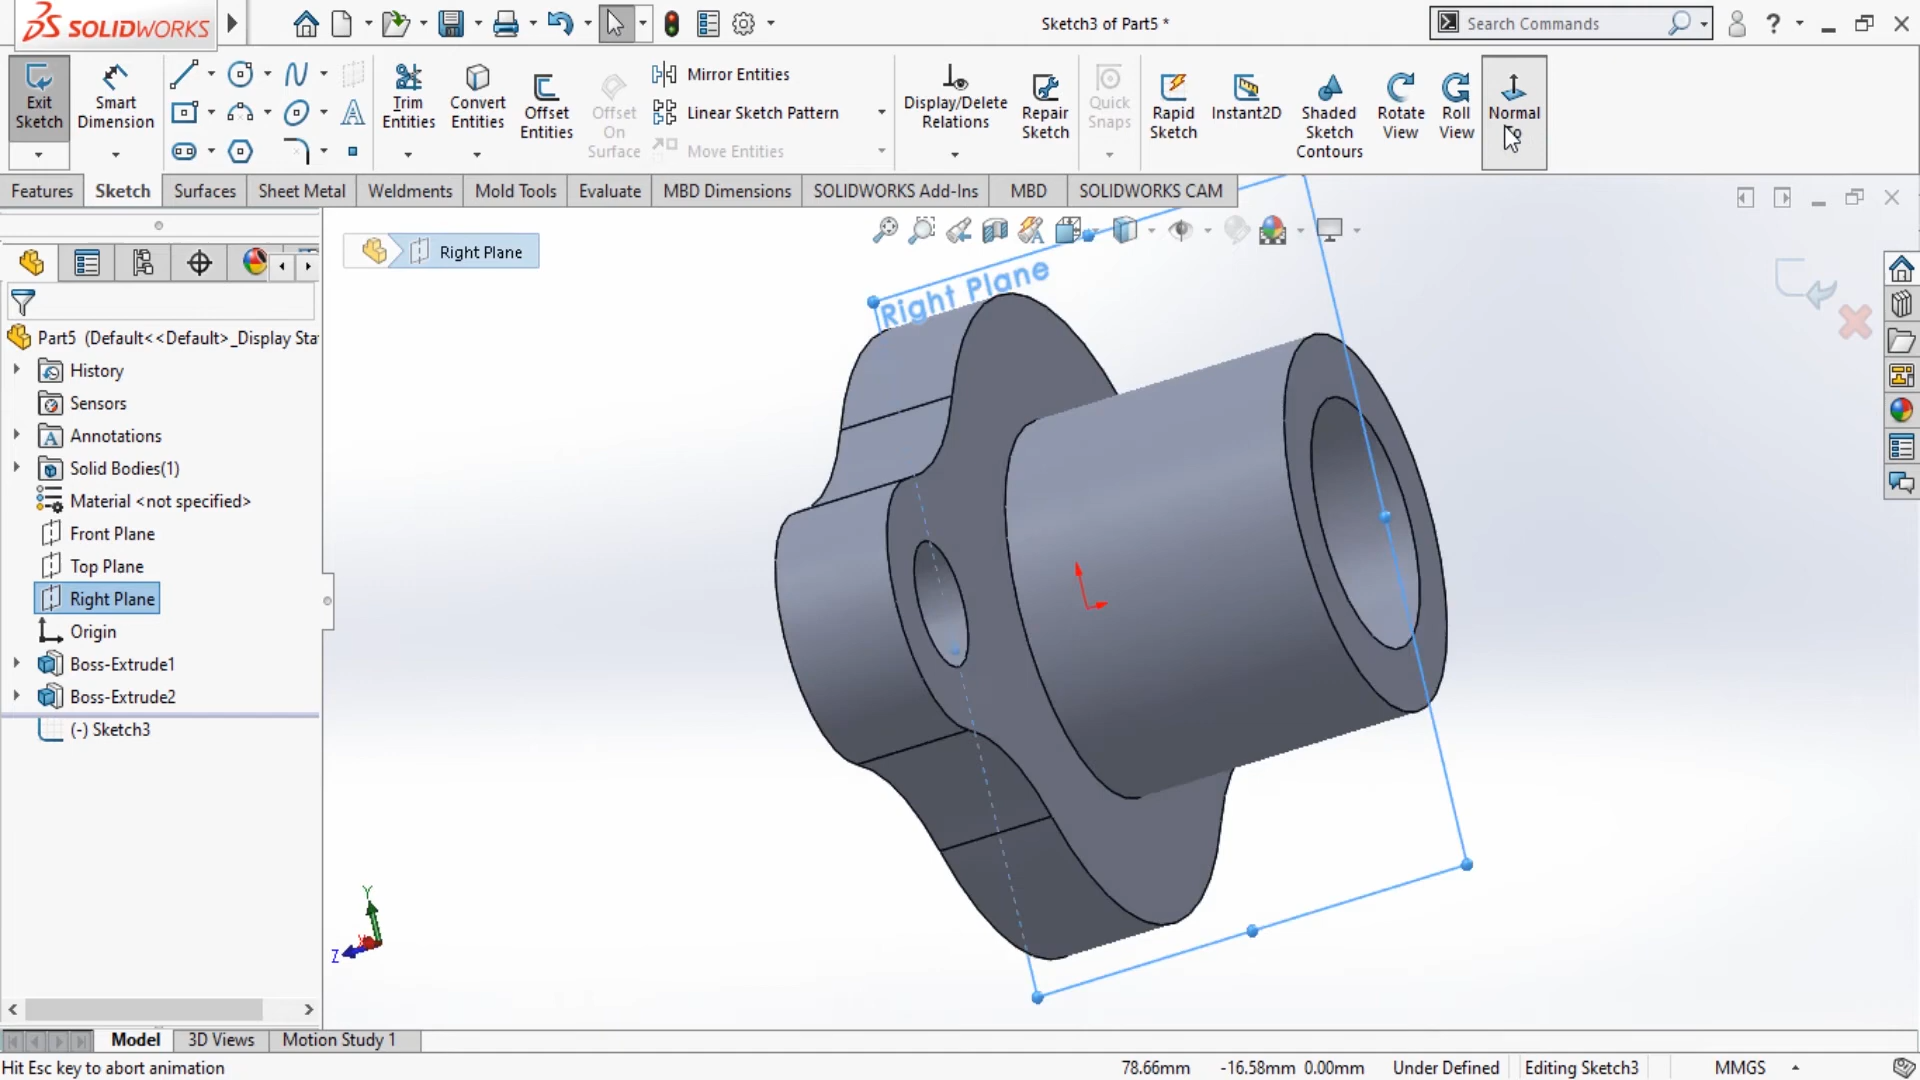 SOLIDWORKS
Sketch3 of Part5 *
Search Commands
Exit Sketch
Smart Dimension
Trim Entities
Convert Entities
Offset Entities
Offset On Surface
Mirror Entities
Linear Sketch Pattern
Move Entities
Display/Delete Relations
Repair Sketch
Quick Snaps
Rapid Sketch
Instant2D
Shaded Sketch Contours
Rotate View
Roll View
Normal To
Features
Sketch
Surfaces
Sheet Metal
Weldments
Mold Tools
Evaluate
MBD Dimensions
SOLIDWORKS Add-Ins
MBD
SOLIDWORKS CAM
Right Plane
Right Plane
Part5 (Default<<Default>_Display Sta
History
Sensors
Annotations
Solid Bodies(1)
Material <not specified>
Front Plane
Top Plane
Right Plane
Origin
Boss-Extrude1
Boss-Extrude2
(-) Sketch3
Y
Z
Model
3D Views
Motion Study 1
Hit Esc key to abort animation
78.66mm
-16.58mm 0.00mm
Under Defined
Editing Sketch3
MMGS